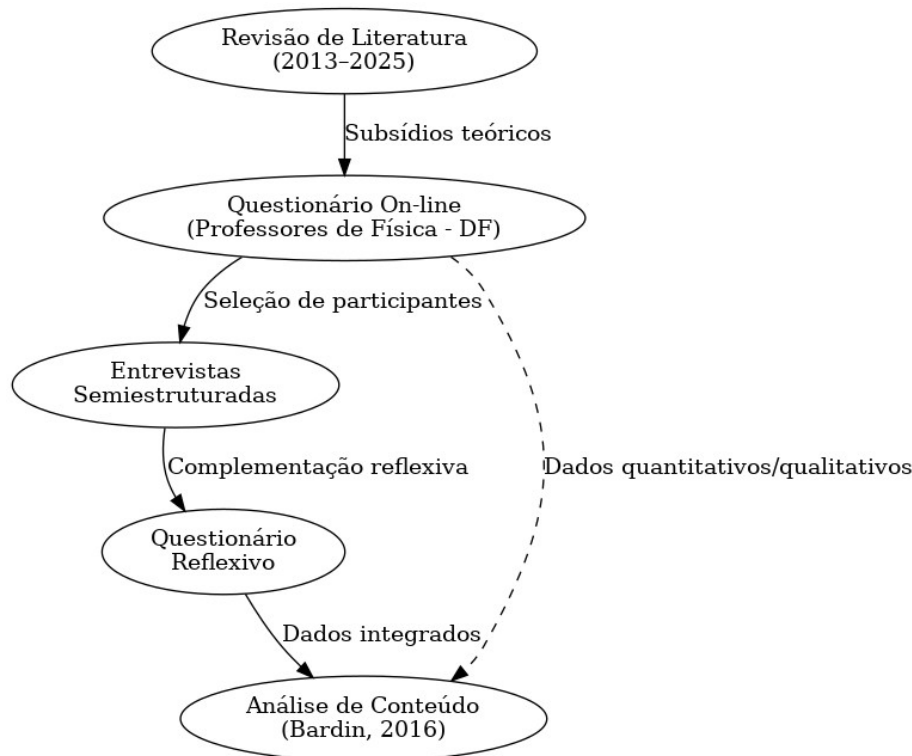 Revisão de Literatura
(2013–2025)
Subsídios teóricos
Questionário On-line
(Professores de Física - DF)
Seleção de participantes
Entrevistas
Semiestruturadas
Complementação reflexiva
Dados quantitativos/qualitativos
Questionário
Reflexivo
Dados integrados
Análise de Conteúdo
(Bardin, 2016)